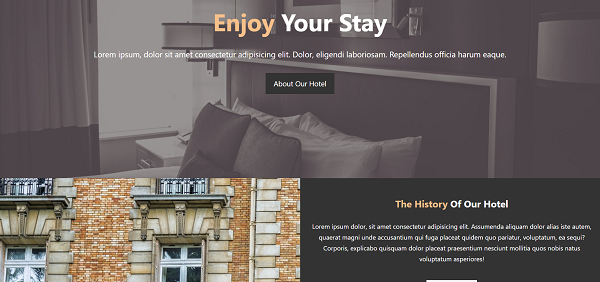 Enjoy Your Stay
Lorem ipsum, dolor sit amet consectetur adipisicing elit. Dolor, eligendi laboriosam. Repellendus officia harum eaque.
About Our Hotel
The History Of Our Hotel
Lorem ipsum, dolor sit amet consectetur adipisicing elit. Assumenda aliquam dolor alias iste autem,
quaerat magni unde accusantium qui fuga placeat quidem quo pariatur, voluptatum, ea sequi?
Corporis, explicabo quisquam dolor placeat praesentium nesciunt mollitia quos nobis natus
voluptatum asperiores!